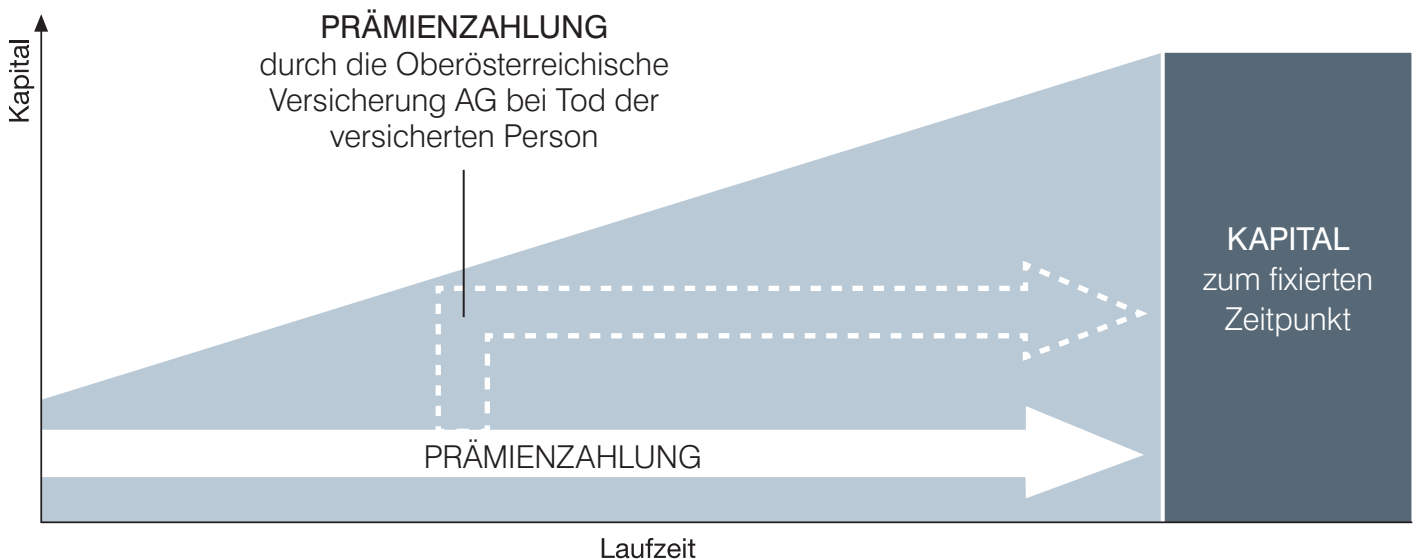 Kapital
PRÄMIENZAHLUNG
durch die Oberösterreichische
Versicherung AG bei Tod der
versicherten Person
KAPITAL
zum fixierten
Zeitpunkt
PRÄMIENZAHLUNG
Laufzeit